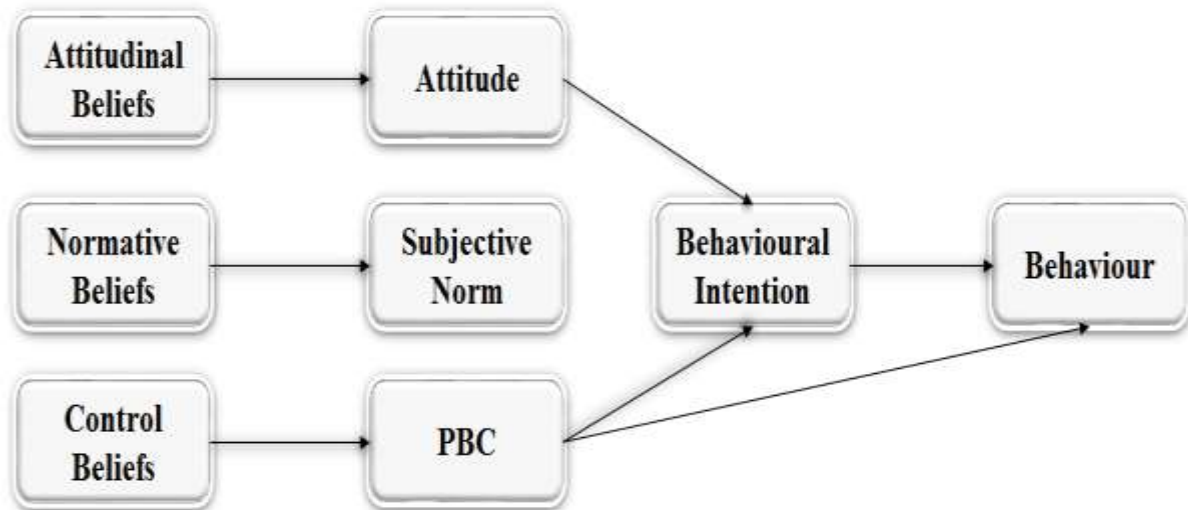 Attitudinal
Beliefs
Attitude
Normative
Beliefs
Subjective
Norm
Behavioural
Intention
Behaviour
Control
Beliefs
PBC